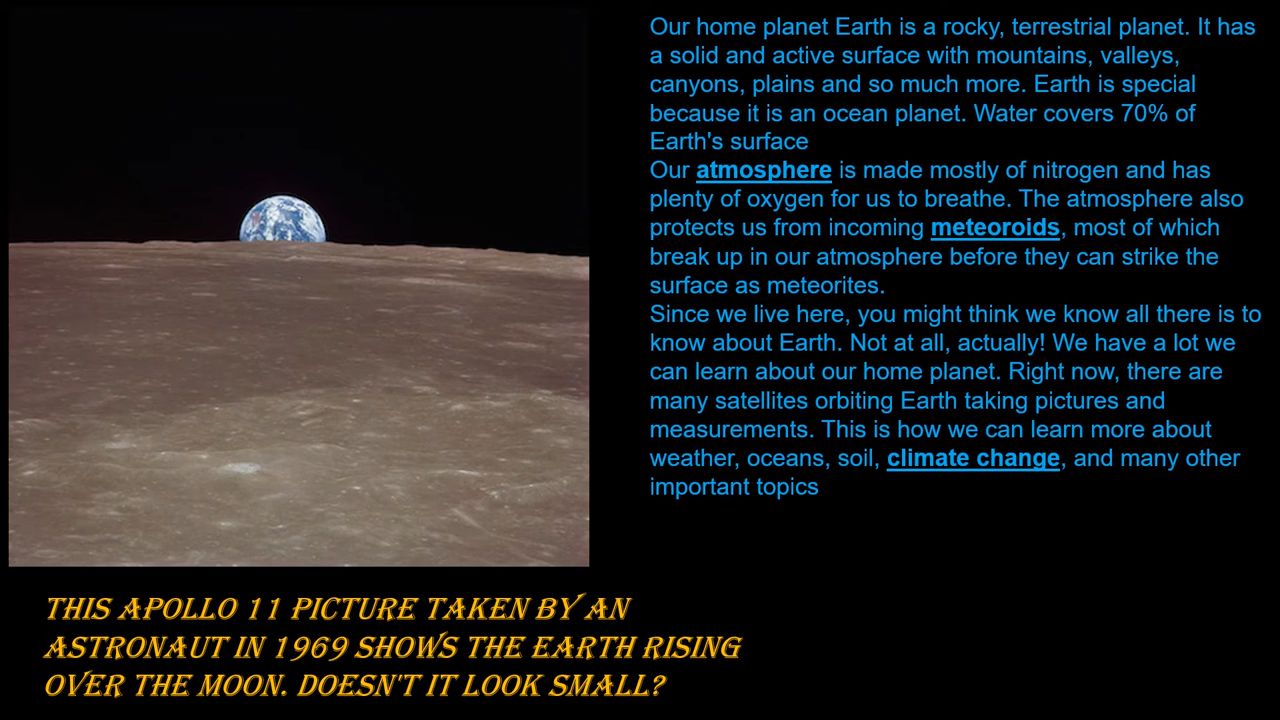 Our home planet Earth is a rocky, terrestrial planet. It has
a solid and active surface with mountains, valleys,
canyons, plains and so much more. Earth is special
because it is an ocean planet. Water covers 70% of
Earth's surface
Our atmosphere is made mostly of nitrogen and has
plenty of oxygen for us to breathe. The atmosphere also
protects us from incoming meteoroids, most of which
break up in our atmosphere before they can strike the
surface as meteorites.
Since we live here, you might think we know all there is to
know about Earth. Not at all, actually! We have a lot we
can learn about our home planet. Right now, there are
many satellites orbiting Earth taking pictures and
measurements. This is how we can learn more about
weather, oceans, soil, climate change, and many other
important topics
THIS APOLLO 11 PICTURE TAKEN BY AN
ASTRONAUT IN 1969 SHOWS THE EARTH RISING
OVER THE MOON. DOESN'T IT LOOK SMALL?